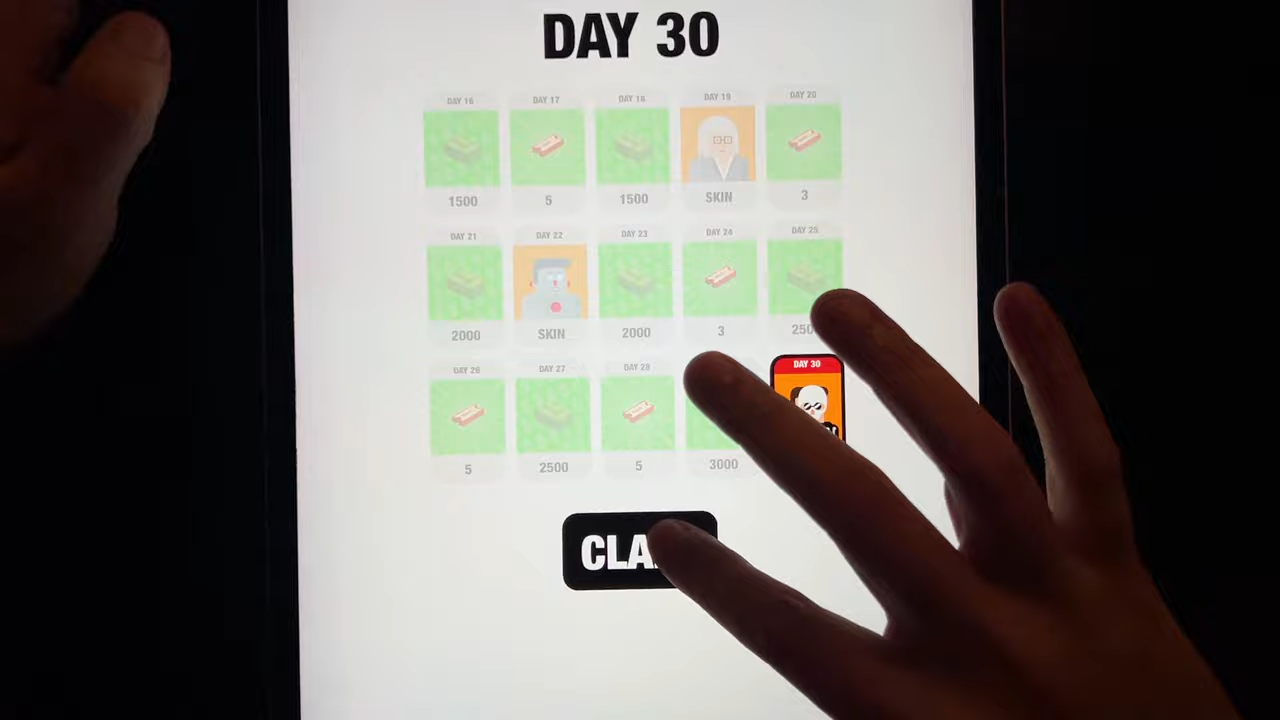 DAY 30
DAY 16 DAY 17 DAY 18 DAY 19 DAY 20
1500 5 1500 SKIN 3
DAY 21 DAY 22 DAY 23 DAY 24 DAY 25
2000 SKIN 2000 3 250
DAY 26 DAY 27 DAY 28 DAY 30
5 2500 5 3000
CLA